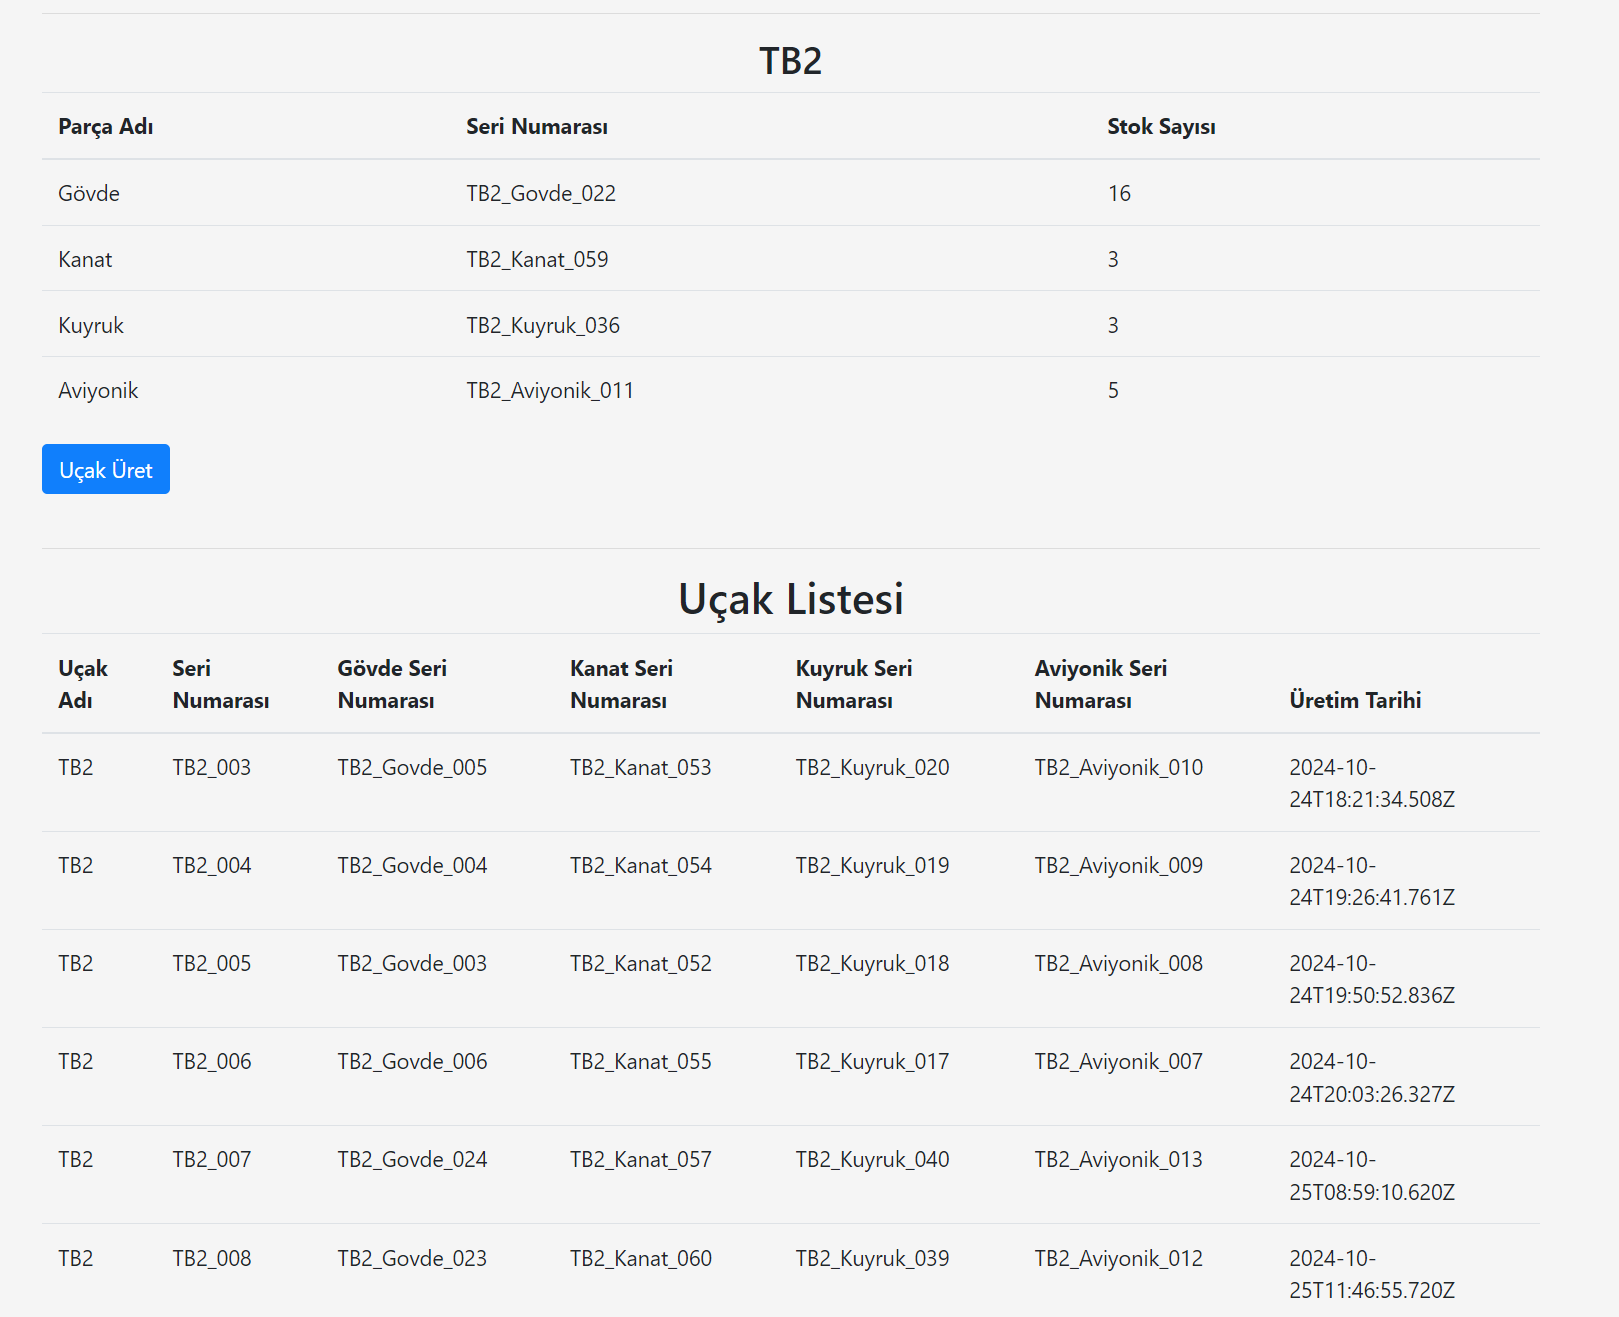 TB2
Parça Adı Seri Numarası Stok Sayısı
Gövde TB2_Govde_022 16
Kanat TB2_Kanat_059 3
Kuyruk TB2_Kuyruk_036 3
Aviyonik TB2_Aviyonik_011 5
Uçak Üret
Uçak Listesi
Uçak Adı Seri Numarası Gövde Seri Numarası Kanat Seri Numarası Kuyruk Seri Numarası Aviyonik Seri Numarası Üretim Tarihi
TB2 TB2_003 TB2_Govde_005 TB2_Kanat_053 TB2_Kuyruk_020 TB2_Aviyonik_010 2024-10-
24T18:21:34.508Z
TB2 TB2_004 TB2_Govde_004 TB2_Kanat_054 TB2_Kuyruk_019 TB2_Aviyonik_009 2024-10-
24T19:26:41.761Z
TB2 TB2_005 TB2_Govde_003 TB2_Kanat_052 TB2_Kuyruk_018 TB2_Aviyonik_008 2024-10-
24T19:50:52.836Z
TB2 TB2_006 TB2_Govde_006 TB2_Kanat_055 TB2_Kuyruk_017 TB2_Aviyonik_007 2024-10-
24T20:03:26.327Z
TB2 TB2_007 TB2_Govde_024 TB2_Kanat_057 TB2_Kuyruk_040 TB2_Aviyonik_013 2024-10-
25T08:59:10.620Z
TB2 TB2_008 TB2_Govde_023 TB2_Kanat_060 TB2_Kuyruk_039 TB2_Aviyonik_012 2024-10-
25T11:46:55.720Z